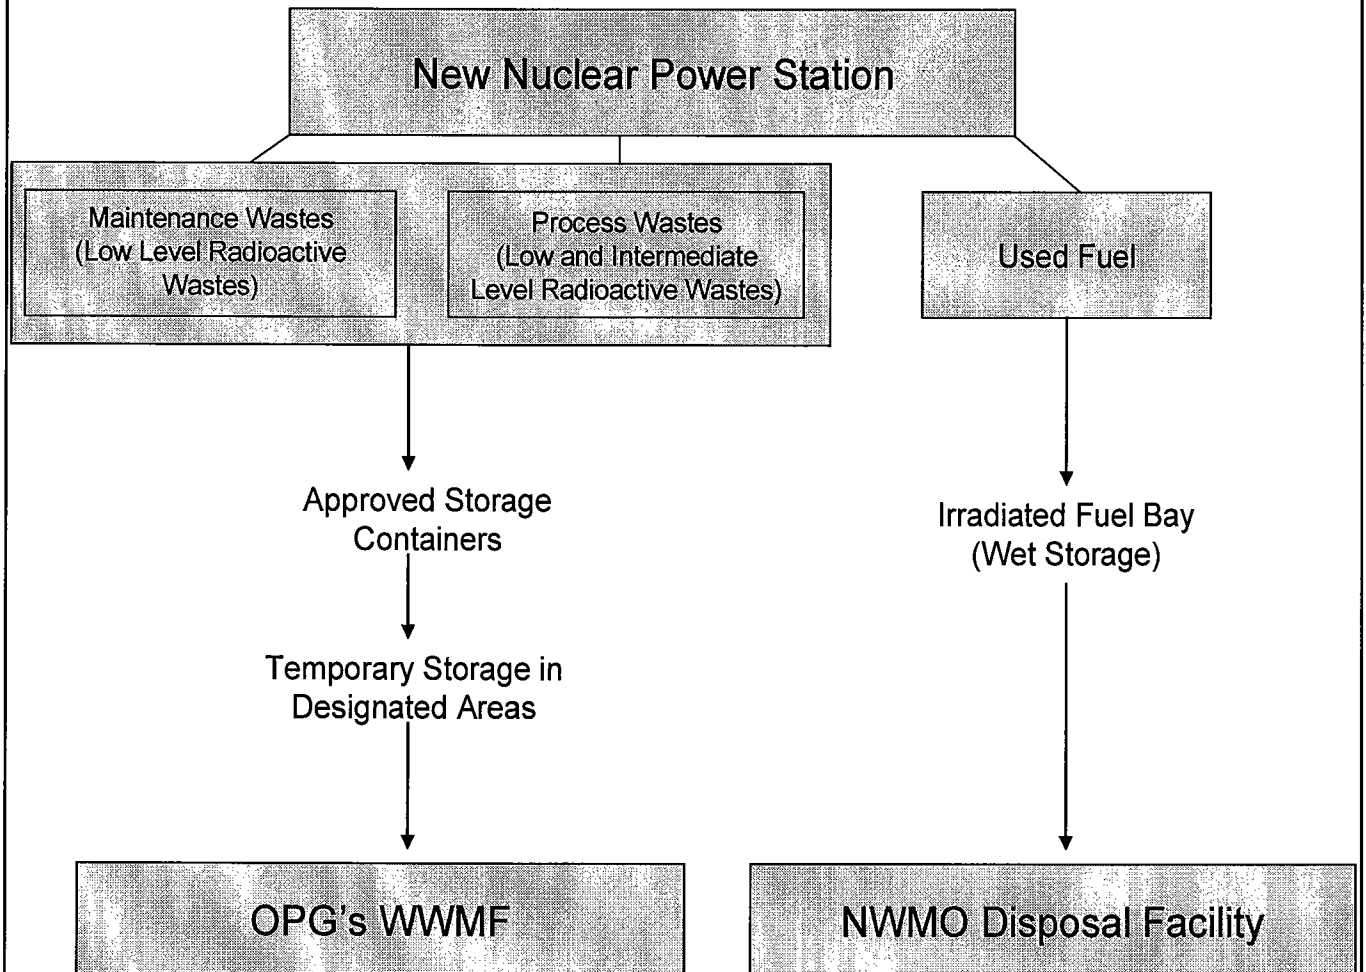 New Nuclear Power Station
Maintenance Wastes
(Low Level Radioactive
Wastes)
Process Wastes
(Low and Intermediate
Level Radioactive Wastes)
Used Fuel
Approved Storage
Containers
Irradiated Fuel Bay
(Wet Storage)
Temporary Storage in
Designated Areas
OPG's WWMF
NWMO Disposal Facility